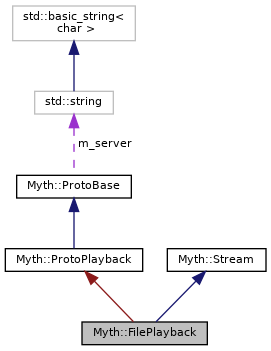 std::basic_string<
char >
std::string
m_server
Myth::ProtoBase
Myth::ProtoPlayback
Myth::Stream
Myth::FilePlayback